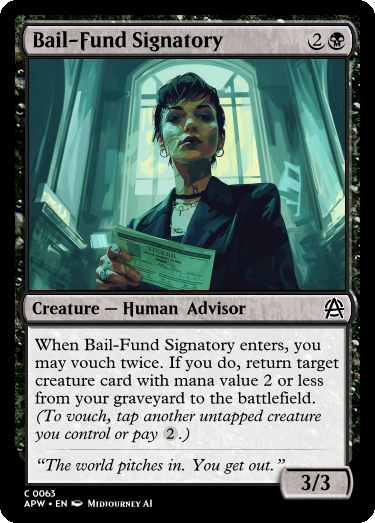 Bail-Fund Signatory 2
Creature — Human Advisor
When Bail-Fund Signatory enters, you
may vouch twice. If you do, return target
creature card with mana value 2 or less
from your graveyard to the battlefield.
(To vouch, tap another untapped creature
you control or pay 2.)
“The world pitches in. You get out.”
3/3
C 0063
APW • EN Midjourney AI